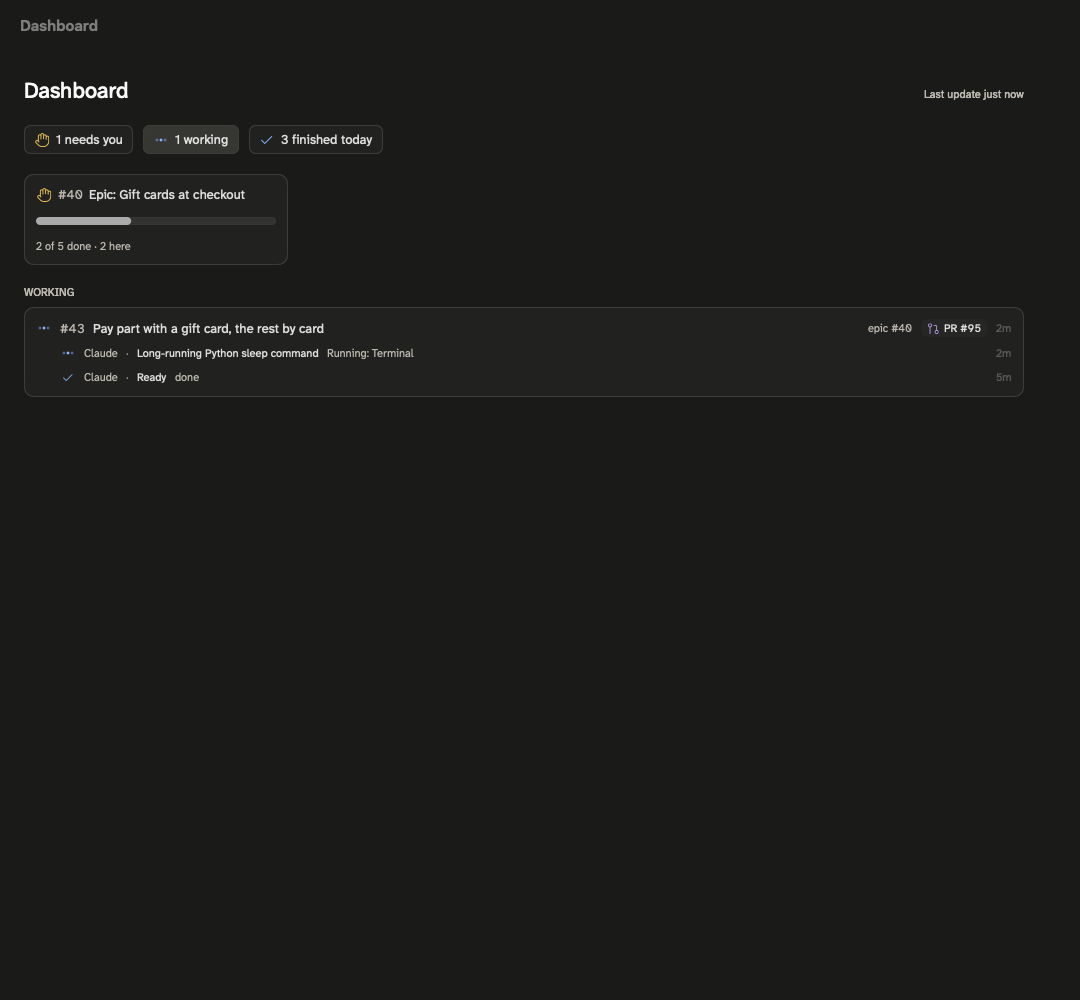 Dashboard
Dashboard
Last update just now
1 needs you
1 working
3 finished today
#40 Epic: Gift cards at checkout
2 of 5 done · 2 here
WORKING
#43 Pay part with a gift card, the rest by card epic #40 PR #95 2m
Claude · Long-running Python sleep command Running: Terminal 2m
Claude · Ready done 5m